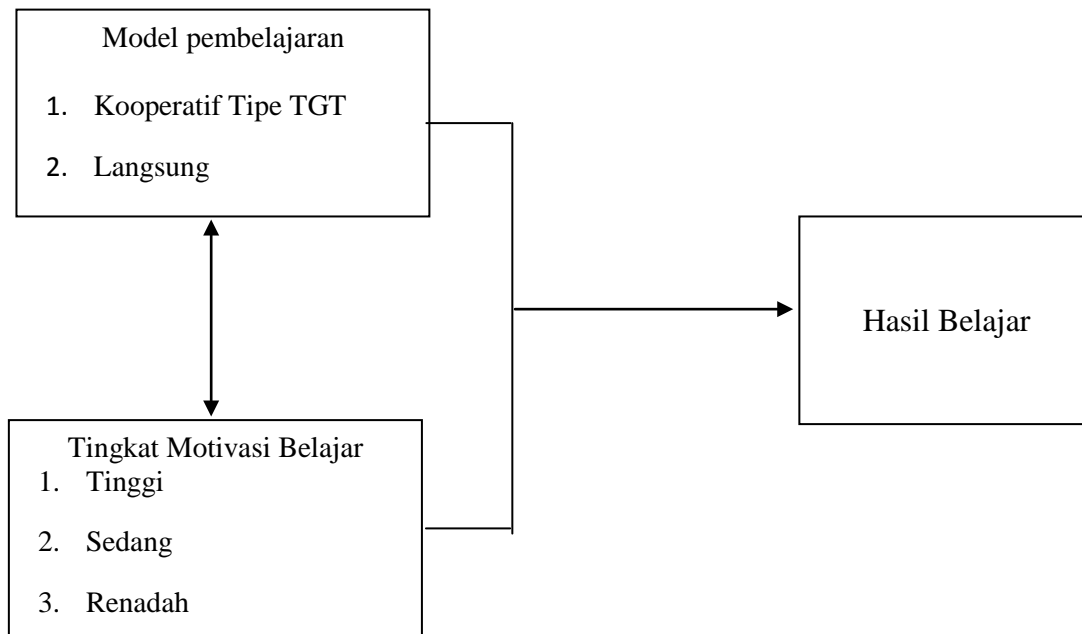 Model pembelajaran
1. Kooperatif Tipe TGT
2. Langsung
Hasil Belajar
Tingkat Motivasi Belajar
1. Tinggi
2. Sedang
3. Renadah